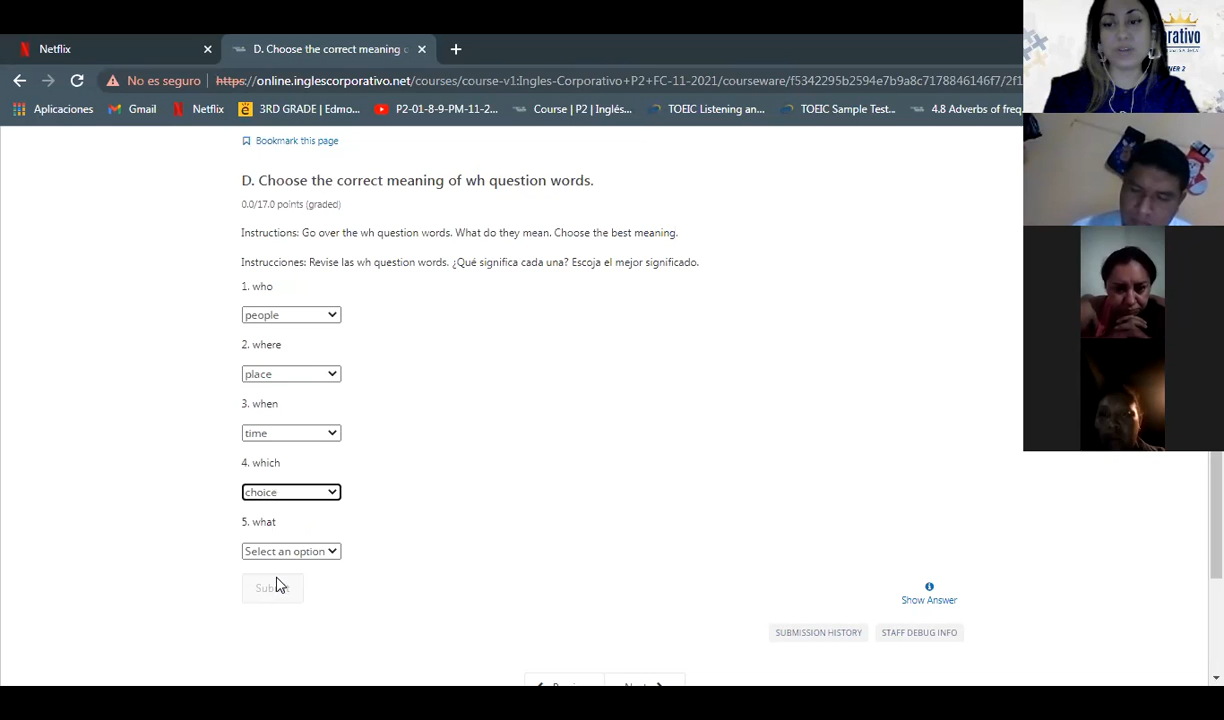 Netflix
D. Choose the correct meaning
No es seguro
https://online.inglescorporativo.net/courses/course-v1:Ingles-Corporativo+P2+FC-11-2021/courseware/f5342295b2594e7b9a8c7178846146f7/2f1
Aplicaciones
Gmail
Netflix
3RD GRADE | Edmo...
P2-01-8-9-PM-11-2...
Course | P2 | Inglés...
TOEIC Listening an...
TOEIC Sample Test...
4.8 Adverbs of freq
Bookmark this page
D. Choose the correct meaning of wh question words.
0.0/17.0 points (graded)
Instructions: Go over the wh question words. What do they mean. Choose the best meaning.
Instrucciones: Revise las wh question words. ¿Qué significa cada una? Escoja el mejor significado.
1. who
people
2. where
place
3. when
time
4. which
choice
5. what
Select an option
Show Answer
SUBMISSION HISTORY
STAFF DEBUG INFO